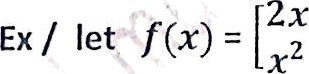 Ex / let f(x) = [2x
x²